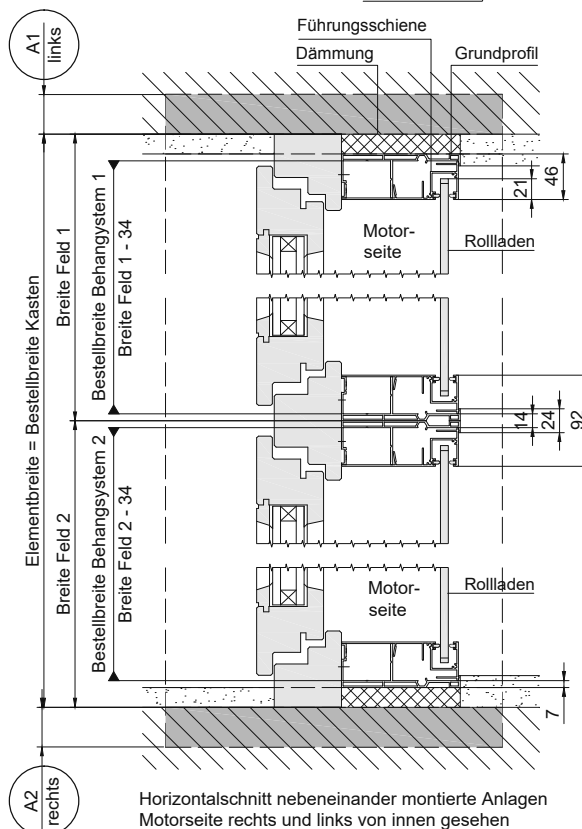 A1
links
Führungsschiene
Dämmung
Grundprofil
Elementbreite = Bestellbreite Kasten
Breite Feld 1
Bestellbreite Behangsystem 1
Breite Feld 1 - 34
21
46
Motor-
seite
Rollladen
14
24
92
Breite Feld 2
Bestellbreite Behangsystem 2
Breite Feld 2 - 34
Motor-
seite
Rollladen
7
A2
rechts
Horizontalschnitt nebeneinander montierte Anlagen
Motorseite rechts und links von innen gesehen